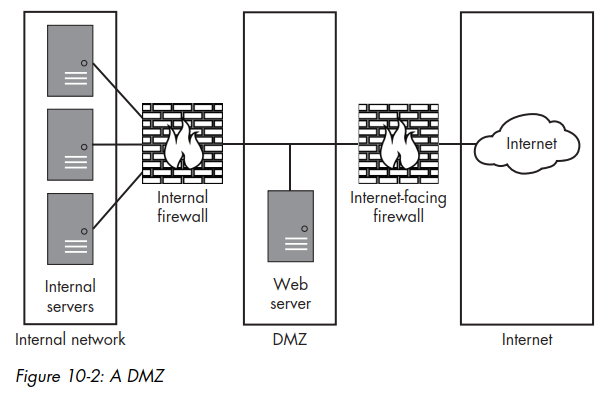 Internet
Internal
firewall
Internet-facing
firewall
Internal
servers
Web
server
Internal network
DMZ
Internet
Figure 10-2: A DMZ